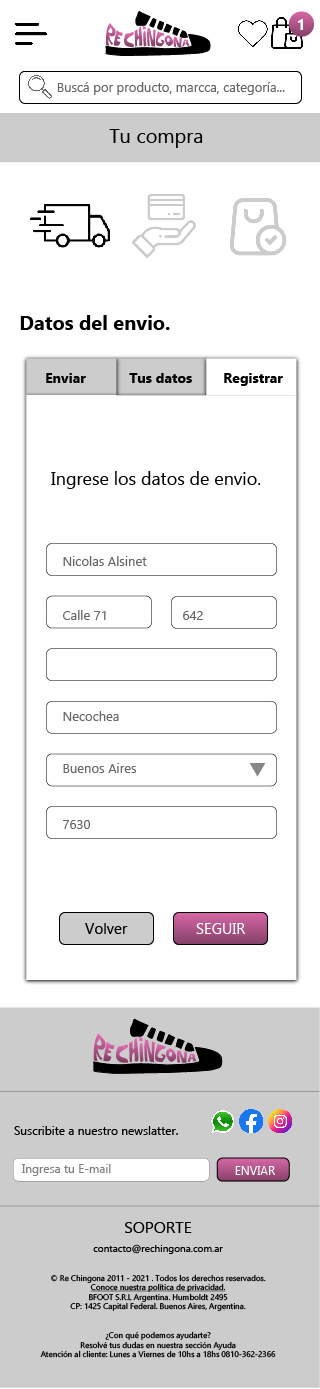 RE CHINGONA
1
Buscá por producto, marcca, categoría...
Tu compra
Datos del envio.
Enviar Tus datos Registrar
Ingrese los datos de envio.
Nicolas Alsinet
Calle 71 642
Necochea
Buenos Aires
7630
Volver SEGUIR
RE CHINGONA
Suscribite a nuestro newslatter.
Ingresa tu E-mail ENVIAR
SOPORTE
contacto@rechingona.com.ar
© Re Chingona 2011 - 2021 . Todos los derechos reservados.
Conoce nuestra política de privacidad.
BFOOT S.R.L Argentina. Humboldt 2495
CP: 1425 Capital Federal. Buenos Aires, Argentina.
¿Con qué podemos ayudarte?
Resolvé tus dudas en nuestra sección Ayuda
Atención al cliente: Lunes a Viernes de 10hs a 18hs 0810-362-2366